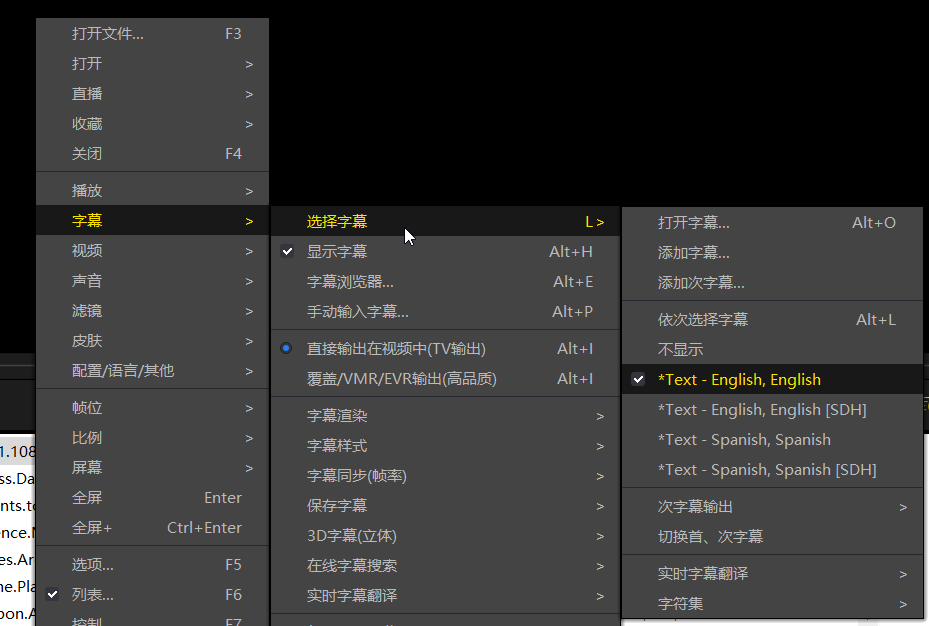 打开文件... F3
打开 >
直播 >
收藏 >
关闭 F4
播放 >
字幕 >
视频 >
声音 >
滤镜 >
皮肤 >
配置/语言/其他 >
帧位 >
比例 >
屏幕 >
全屏 Enter
全屏+ Ctrl+Enter
选项... F5
列表... F6
控制 F7
选择字幕 L >
显示字幕 Alt+H
字幕浏览器... Alt+E
手动输入字幕... Alt+P
直接输出在视频中(TV输出) Alt+I
覆盖/VMR/EVR输出(高品质) Alt+I
字幕渲染 >
字幕样式 >
字幕同步(帧率) >
保存字幕 >
3D字幕(立体) >
在线字幕搜索 >
实时字幕翻译 >
打开字幕... Alt+O
添加字幕...
添加次字幕...
依次选择字幕 Alt+L
不显示
*Text - English, English
*Text - English, English [SDH]
*Text - Spanish, Spanish
*Text - Spanish, Spanish [SDH]
次字幕输出 >
切换首、次字幕
实时字幕翻译 >
字符集 >
1.108
ss.Da
nts.to
ence.
es.Ar
ne.Pla
oon.A